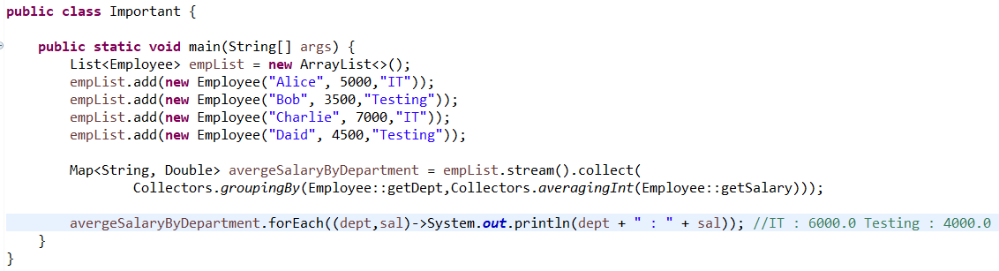 public class Important {
public static void main(String[] args) {
List<Employee> empList = new ArrayList<>();
empList.add(new Employee("Alice", 5000,"IT"));
empList.add(new Employee("Bob", 3500,"Testing"));
empList.add(new Employee("Charlie", 7000,"IT"));
empList.add(new Employee("Daid", 4500,"Testing"));
Map<String, Double> avergeSalaryByDepartment = empList.stream().collect(
Collectors.groupingBy(Employee::getDept,Collectors.averagingInt(Employee::getSalary)));
avergeSalaryByDepartment.forEach((dept,sal)->System.out.println(dept + " : " + sal)); //IT : 6000.0 Testing : 4000.0
}
}